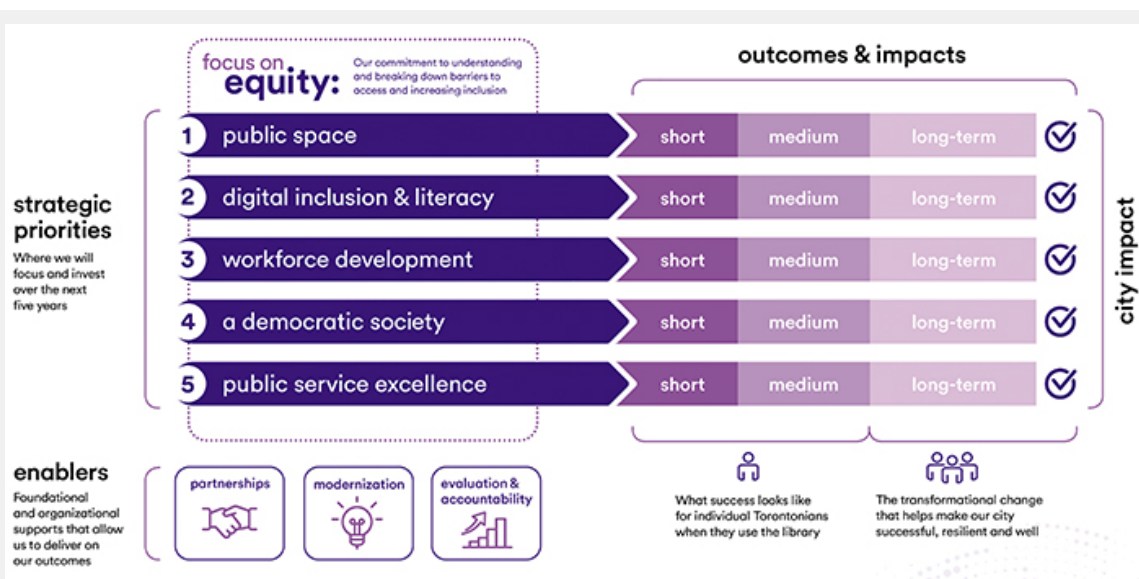 focus on
equity:
Our commitment to understanding
and breaking down barriers to
access and increasing inclusion
outcomes & impacts
strategic
priorities
Where we will
focus and invest
over the next
five years
1 public space short medium long-term
2 digital inclusion & literacy short medium long-term
3 workforce development short medium long-term
4 a democratic society short medium long-term
5 public service excellence short medium long-term
city impact
enablers
Foundational
and organizational
supports that allow
us to deliver on
our outcomes
partnerships
modernization
evaluation &
accountability
What success looks like
for individual Torontonians
when they use the library
The transformational change
that helps make our city
successful, resilient and well